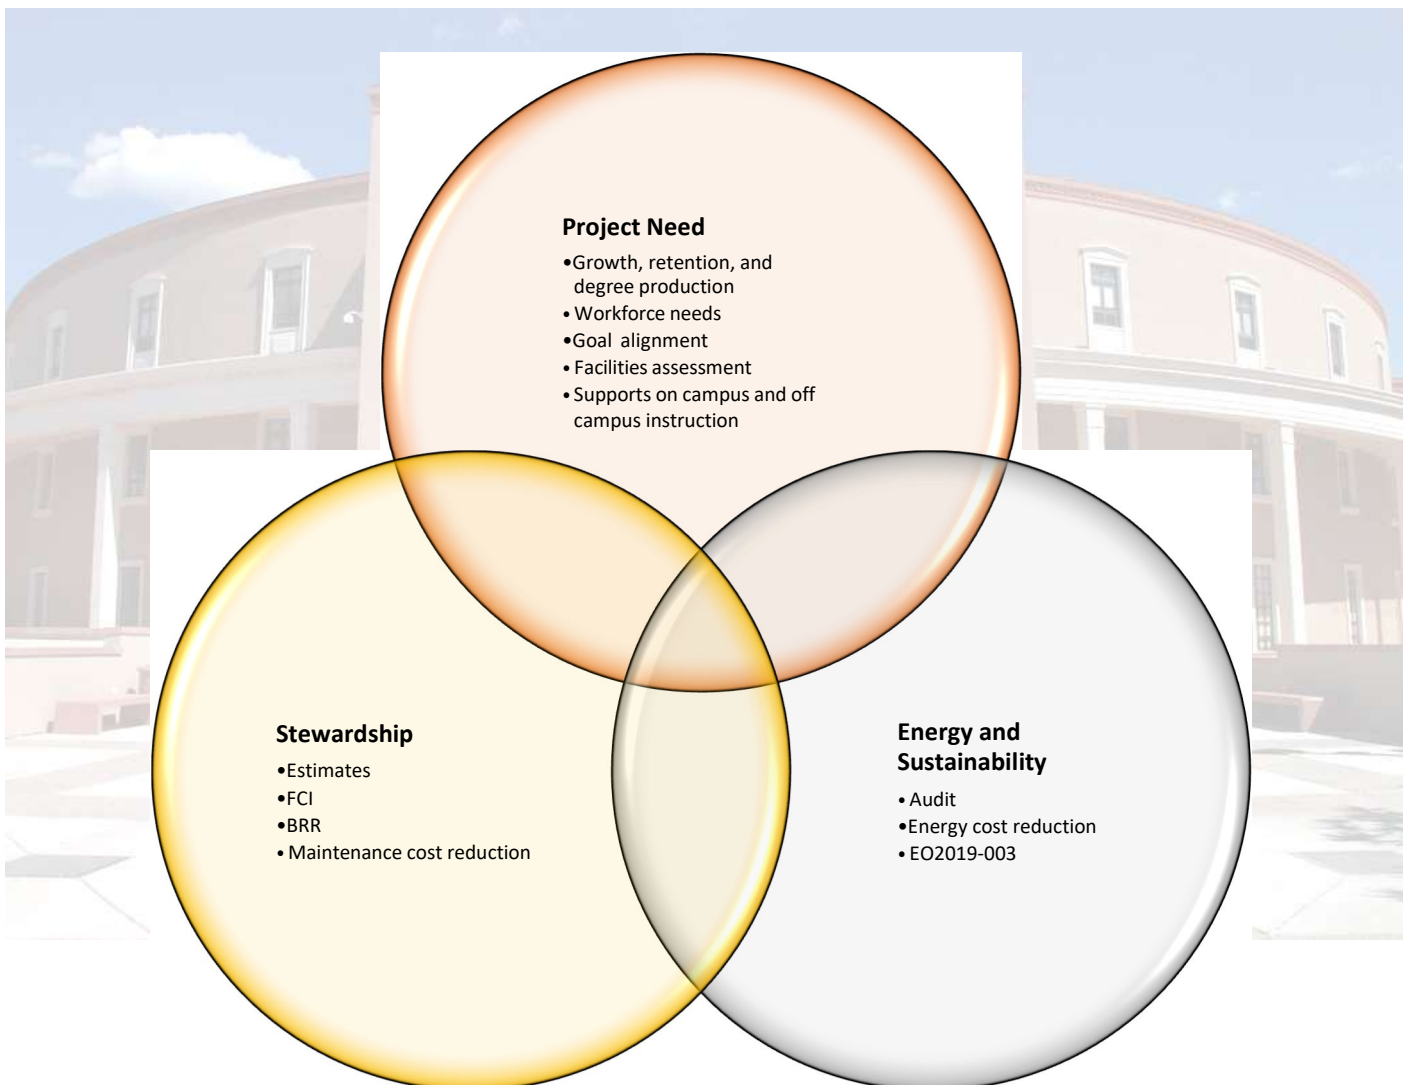 Project Need
•Growth, retention, and
degree production
• Workforce needs
•Goal alignment
• Facilities assessment
• Supports on campus and off
campus instruction
Stewardship
•Estimates
•FCI
•BRR
• Maintenance cost reduction
Energy and
Sustainability
• Audit
•Energy cost reduction
• EO2019-003